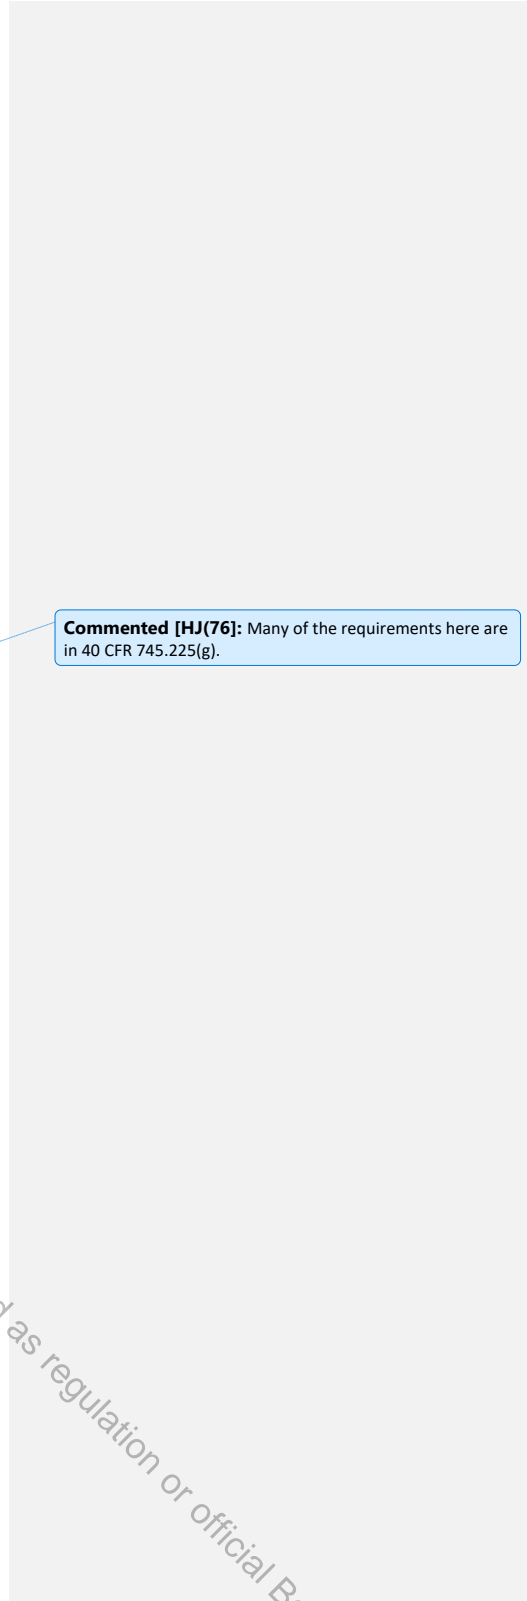 Commented [HJ(76]: Many of the requirements here are
in 40 CFR 745.225(g).
as regulation or official